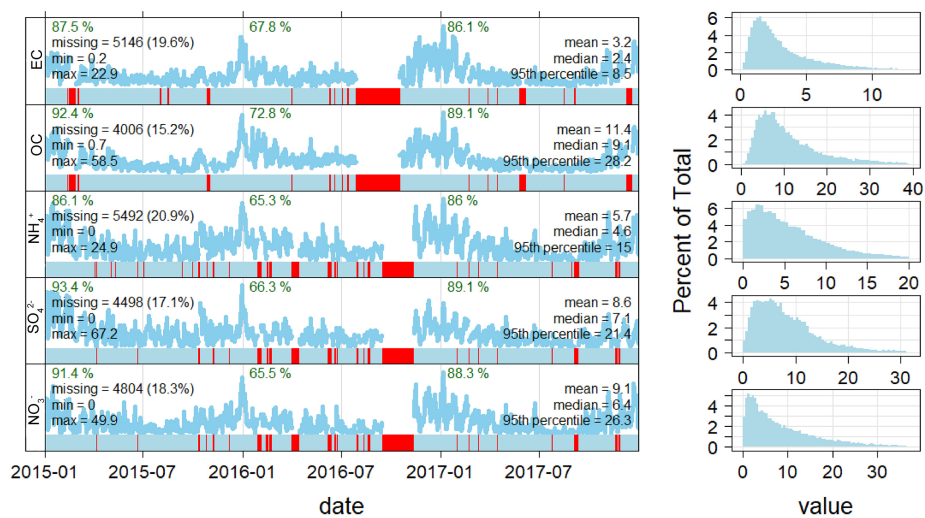 87.5 % 67.8 % 86.1 %
EC
missing = 5146 (19.6%)
min = 0.2
max = 22.9
mean = 3.2
median = 2.4
95th percentile = 8.5
92.4 % 72.8 % 89.1 %
OC
missing = 4006 (15.2%)
min = 0.7
max = 58.5
mean = 11.4
median = 9.1
95th percentile = 28.2
86.1 % 65.3 % 86 %
NH₄⁺
missing = 5492 (20.9%)
min = 0
max = 24.9
mean = 5.7
median = 4.6
95th percentile = 15
93.4 % 66.3 % 89.1 %
SO₄²⁻
missing = 4498 (17.1%)
min = 0
max = 67.2
mean = 8.6
median = 7.1
95th percentile = 21.4
91.4 % 65.5 % 88.3 %
NO₃⁻
missing = 4804 (18.3%)
min = 0
max = 49.9
mean = 9.1
median = 6.4
95th percentile = 26.3
2015-01 2015-07 2016-01 2016-07 2017-01 2017-07
date
Percent of Total
6
4
2
0
0 5 10
4
2
0
0 10 20 30 40
6
4
2
0
0 5 10 15 20
4
2
0
0 10 20 30
4
2
0
0 10 20 30
value